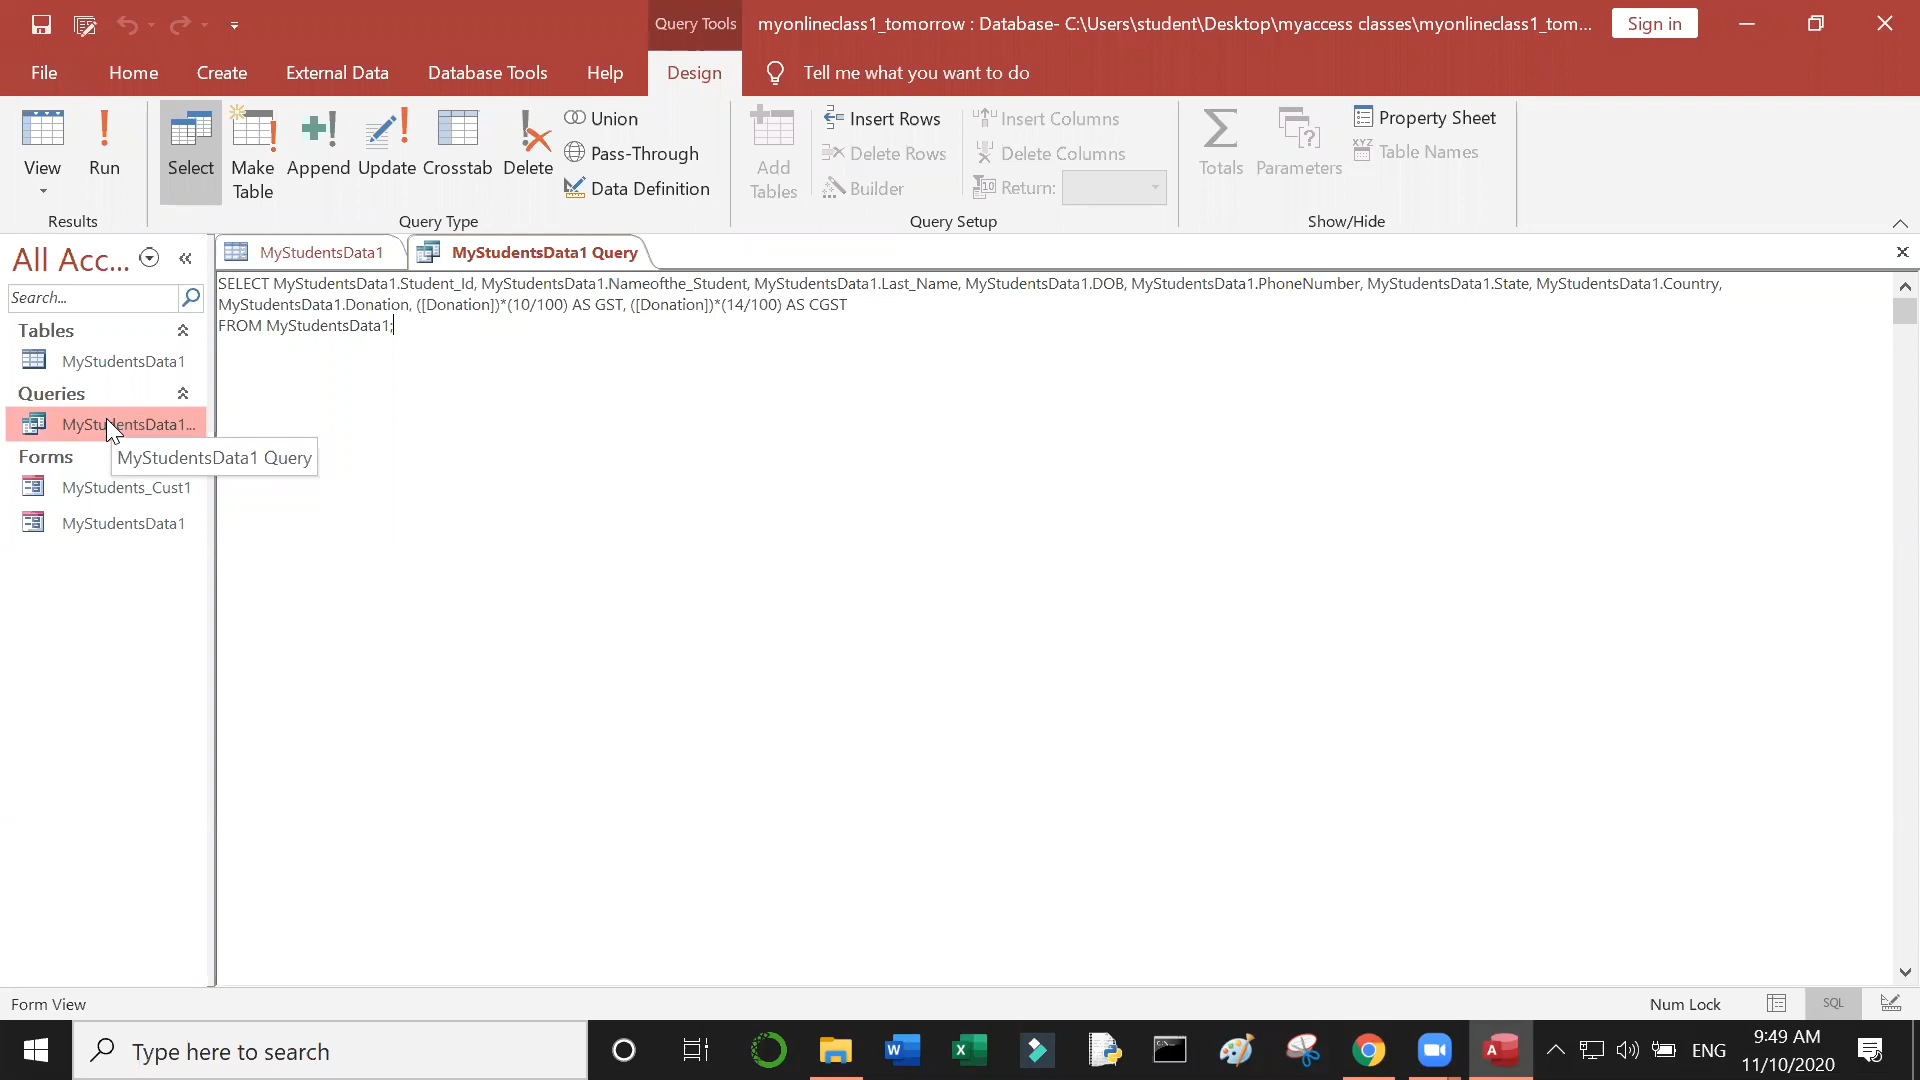 Query Tools
myonlineclass1_tomorrow : Database- C:\Users\student\Desktop\myaccess classes\myonlineclass1_tom...
Sign in
File
Home
Create
External Data
Database Tools
Help
Design
Tell me what you want to do
View
Run
Select
Make Table
Append
Update
Crosstab
Delete
Union
Pass-Through
Data Definition
Add Tables
Insert Rows
Delete Rows
Builder
Insert Columns
Delete Columns
Return:
Totals
Parameters
Property Sheet
Table Names
Results
Query Type
Query Setup
Show/Hide
All Acc...
MyStudentsData1
MyStudentsData1 Query
Search...
SELECT MyStudentsData1.Student_Id, MyStudentsData1.Nameofthe_Student, MyStudentsData1.Last_Name, MyStudentsData1.DOB, MyStudentsData1.PhoneNumber, MyStudentsData1.State, MyStudentsData1.Country,
MyStudentsData1.Donation, ([Donation])*(10/100) AS GST, ([Donation])*(14/100) AS CGST
FROM MyStudentsData1;
Tables
MyStudentsData1
Queries
MyStudentsData1...
MyStudentsData1 Query
Forms
MyStudents_Cust1
MyStudentsData1
Form View
Num Lock
SQL
Type here to search
ENG
9:49 AM
11/10/2020